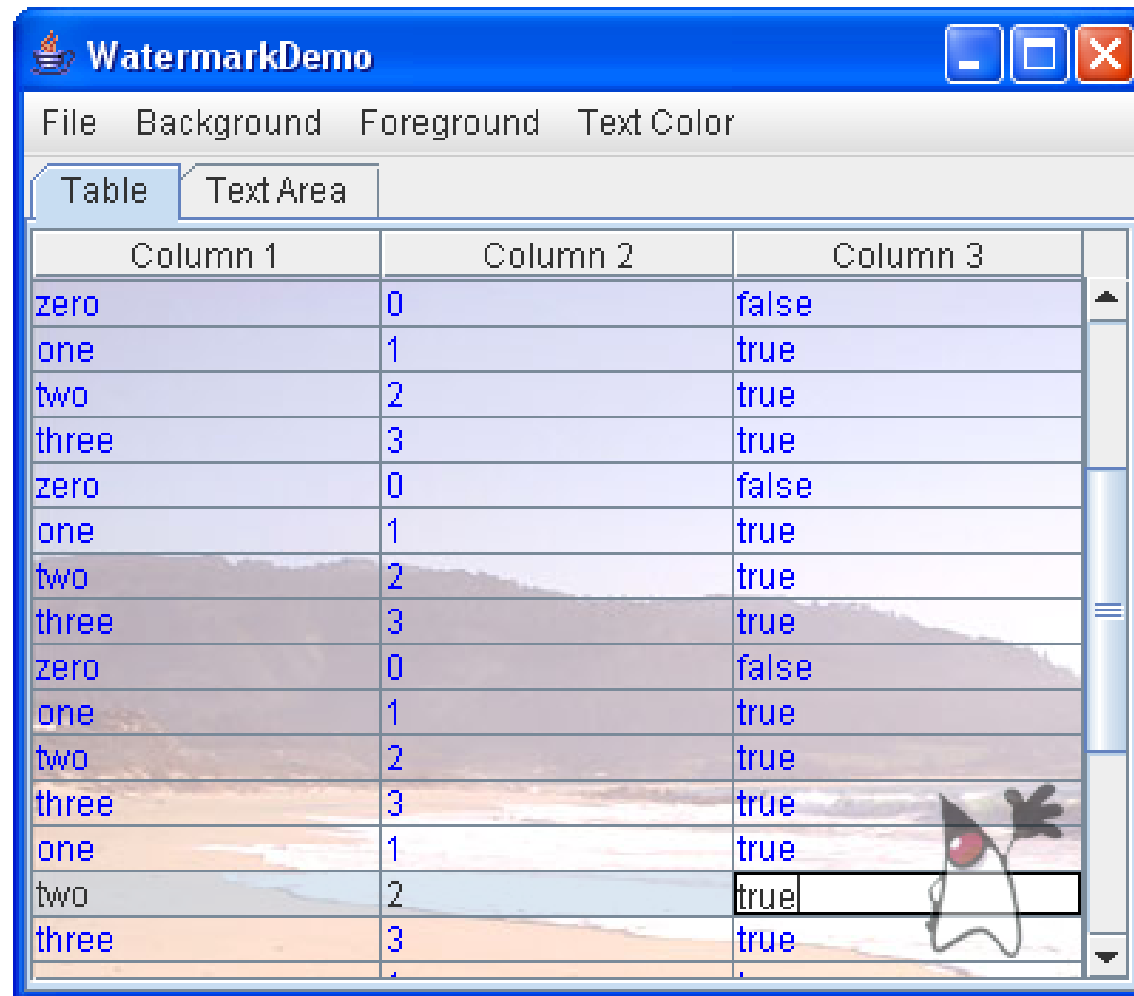 WatermarkDemo
File Background Foreground Text Color
Table Text Area
Column 1 Column 2 Column 3
zero 0 false
one 1 true
two 2 true
three 3 true
zero 0 false
one 1 true
two 2 true
three 3 true
zero 0 false
one 1 true
two 2 true
three 3 true
one 1 true
two 2 true
three 3 true